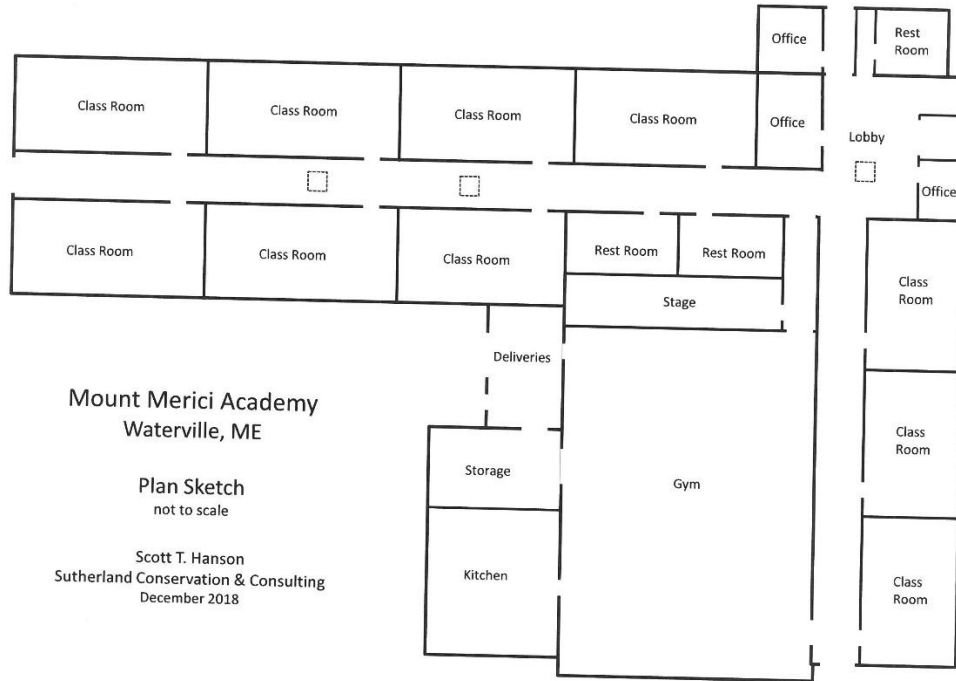 Office
Rest
Room
Class Room
Class Room
Class Room
Class Room
Office
Lobby
Office
Class Room
Class Room
Class Room
Rest Room
Rest Room
Class
Room
Stage
Deliveries
Mount Merici Academy
Waterville, ME
Class
Room
Storage
Gym
Plan Sketch
not to scale
Scott T. Hanson
Sutherland Conservation & Consulting
December 2018
Kitchen
Class
Room